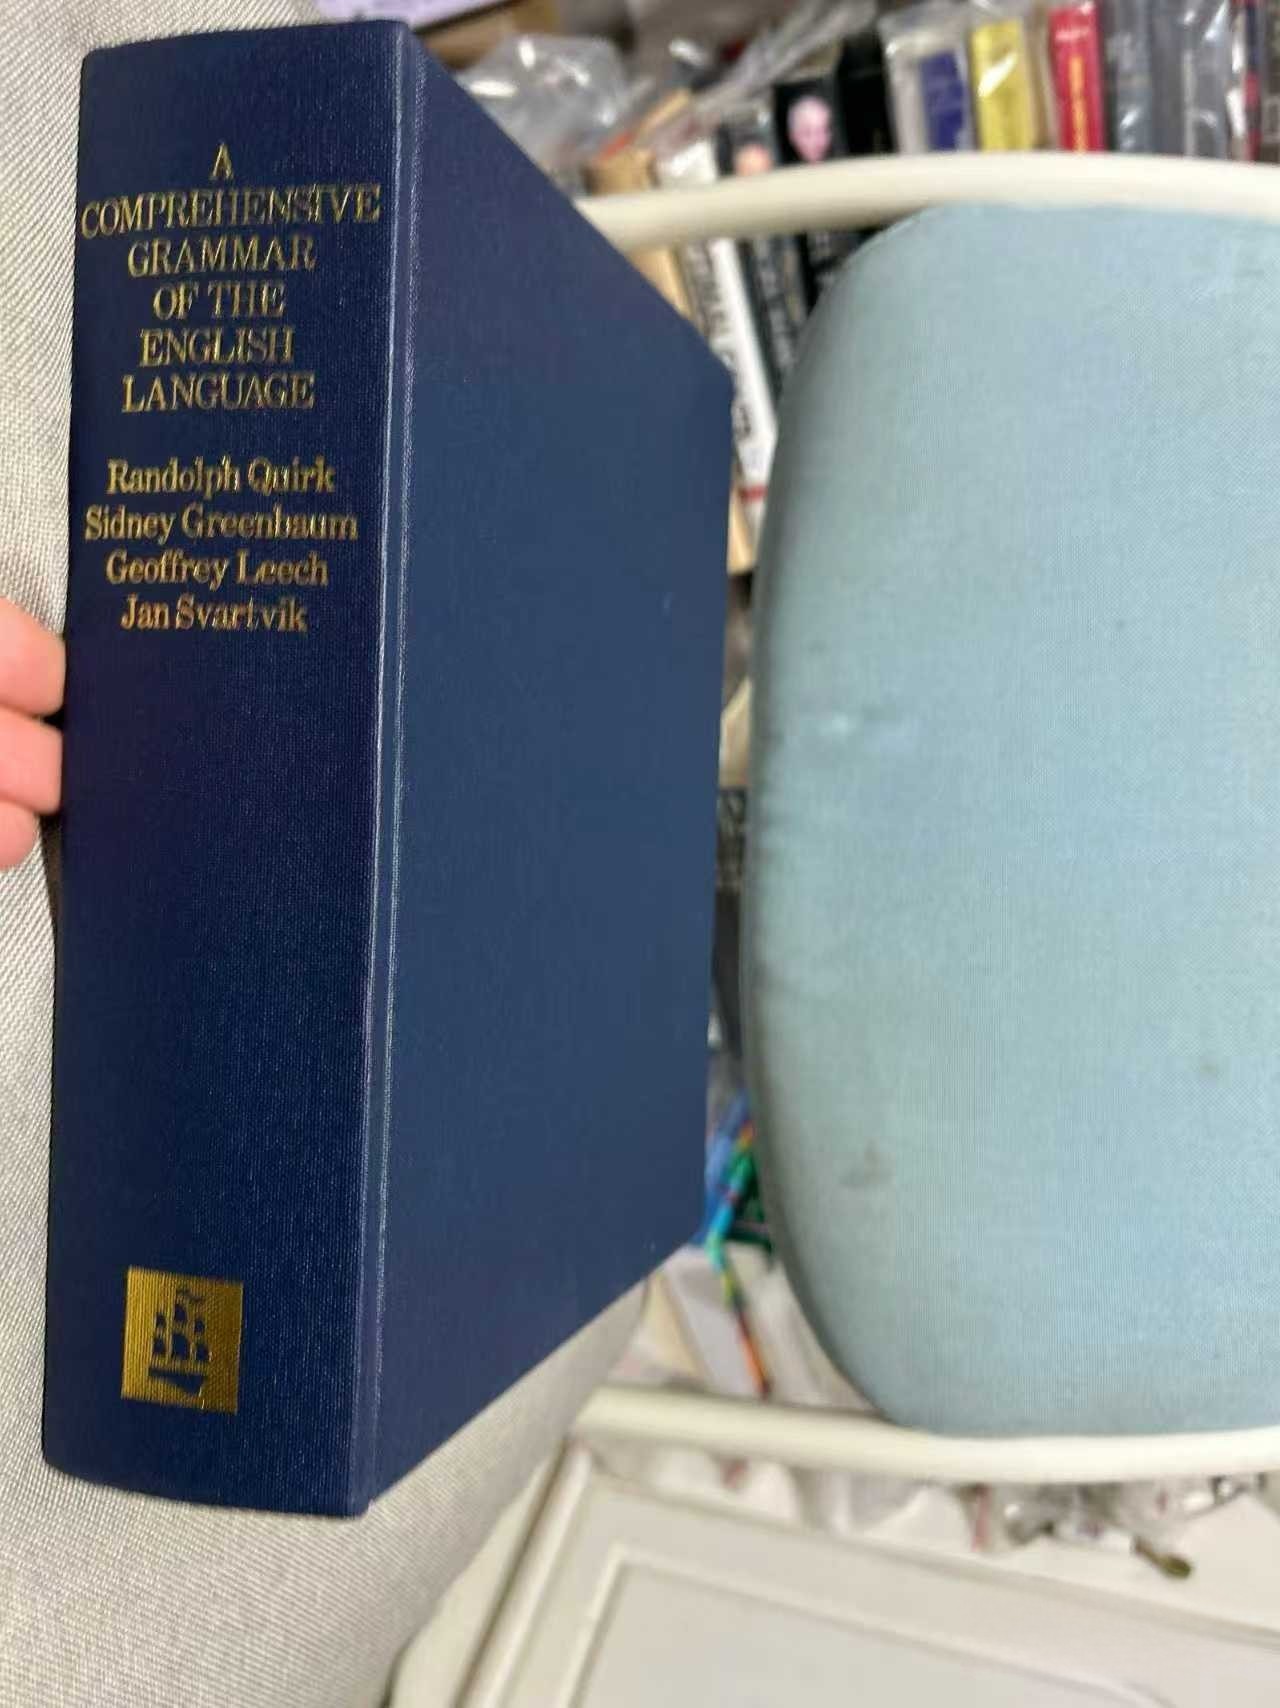 A
COMPREHENSIVE
GRAMMAR
OF THE
ENGLISH
LANGUAGE
Randolph Quirk
Sidney Greenbaum
Geoffrey Leech
Jan Svartvik